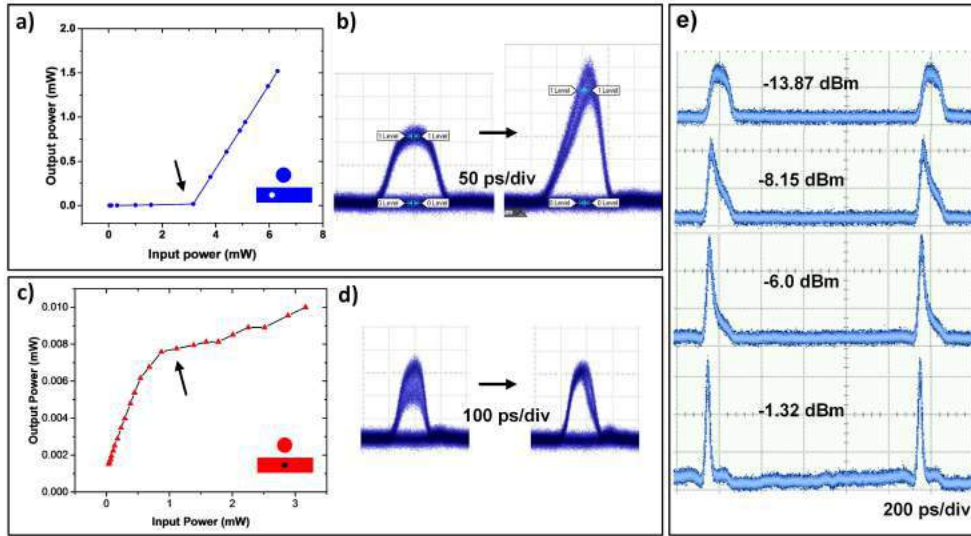 a)
2.0
1.5
1.0
0.5
0.0
Output power (mW)
0
2
4
6
8
Input power (mW)
b)
1 Level
1 Level
0 Level
0 Level
50 ps/div
1 Level
1 Level
0 Level
0 Level
c)
0.010
0.008
0.006
0.004
0.002
0.000
Output Power (mW)
0
1
2
3
Input Power (mW)
d)
100 ps/div
e)
-13.87 dBm
-8.15 dBm
-6.0 dBm
-1.32 dBm
200 ps/div